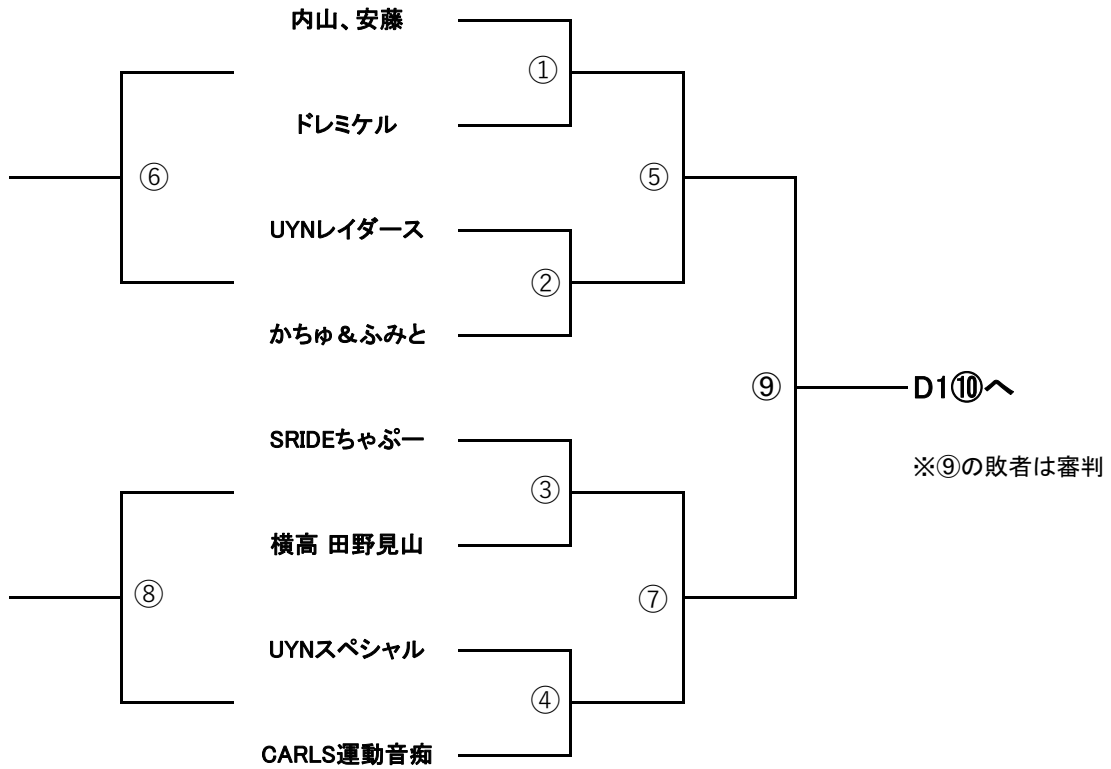 内山、安藤
①
ドレミケル
⑥
⑤
UYNレイダース
②
かちゅ＆ふみと
⑨
D1⑩へ
SRIDEちゃぷー
※⑨の敗者は審判
③
横高 田野見山
⑧
⑦
UYNスペシャル
④
CARLS運動音痴